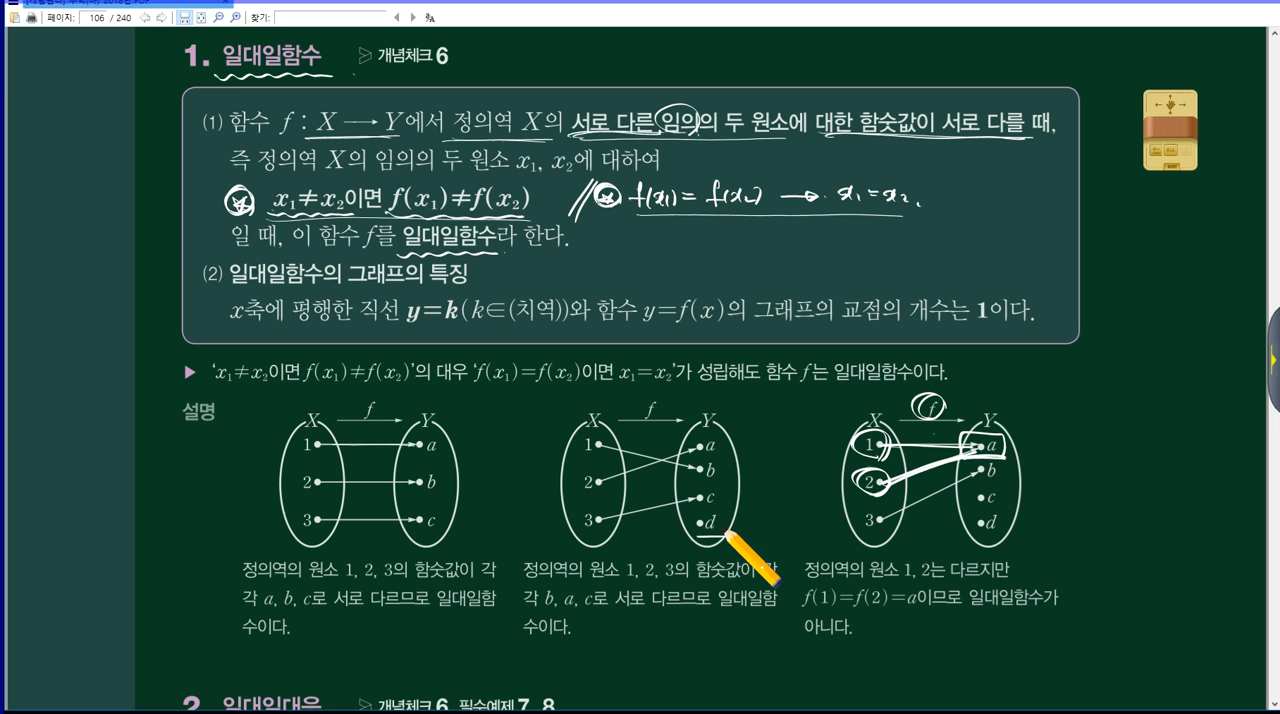 페이지: 106 / 240 찾기:
1. 일대일함수 ▷ 개념체크 6
(1) 함수 f : X → Y에서 정의역 X의 서로 다른 임의의 두 원소에 대한 함숫값이 서로 다를 때,
즉 정의역 X의 임의의 두 원소 x₁, x₂에 대하여
x₁≠x₂이면 f(x₁)≠f(x₂) f(x₁) = f(x₂) → x₁ = x₂.
일 때, 이 함수 f를 일대일함수라 한다.
(2) 일대일함수의 그래프의 특징
x축에 평행한 직선 y=k(k∈(치역))와 함수 y=f(x)의 그래프의 교점의 개수는 1이다.
▶ ‘x₁≠x₂이면 f(x₁)≠f(x₂)’의 대우 ‘f(x₁)=f(x₂)이면 x₁=x₂’가 성립해도 함수 f는 일대일함수이다.
설명
X f Y
1 a
2 b
3 c
정의역의 원소 1, 2, 3의 함숫값이 각
각 a, b, c로 서로 다르므로 일대일함
수이다.
X f Y
1 a
2 b
3 c
d
정의역의 원소 1, 2, 3의 함숫값이 각
각 b, a, c로 서로 다르므로 일대일함
수이다.
X f Y
1 a
2 b
3 c
d
정의역의 원소 1, 2는 다르지만
f(1)=f(2)=a이므로 일대일함수가
아니다.
2. 일대일대응 ▷ 개념체크 6, 필수예제 7, 8